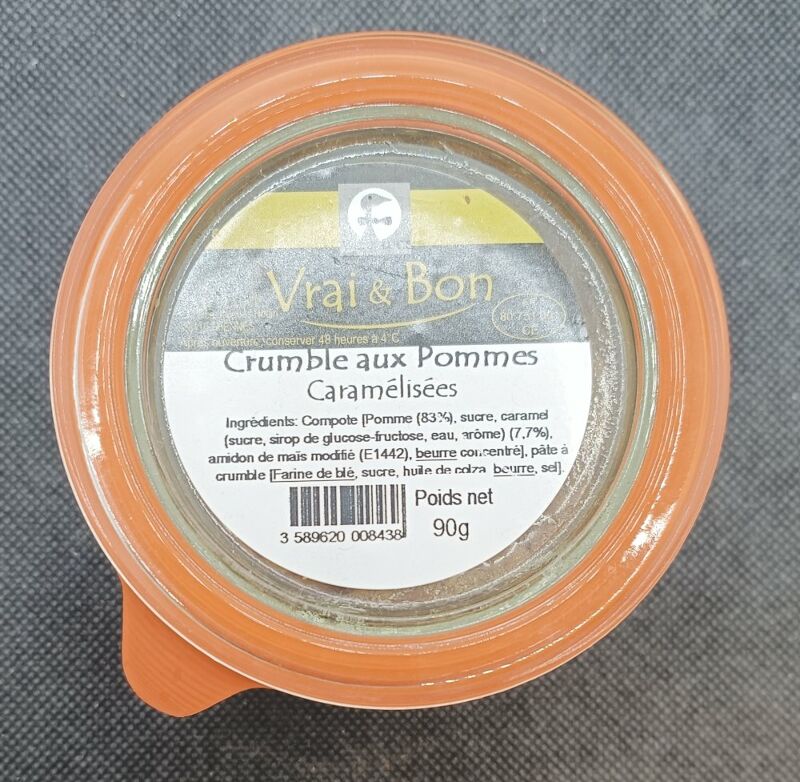 Vrai & Bon
CE
Après ouverture, conserver 48 heures à 4°C
Crumble aux Pommes
Caramélisées
Ingrédients: Compote [Pomme (83%), sucre, caramel
(sucre, sirop de glucose-fructose, eau, arôme) (7,7%),
amidon de maïs modifié (E1442), beurre concentré], pâte à
crumble [Farine de blé, sucre, huile de colza, beurre, sel].
Poids net
90g
3 589620 008438